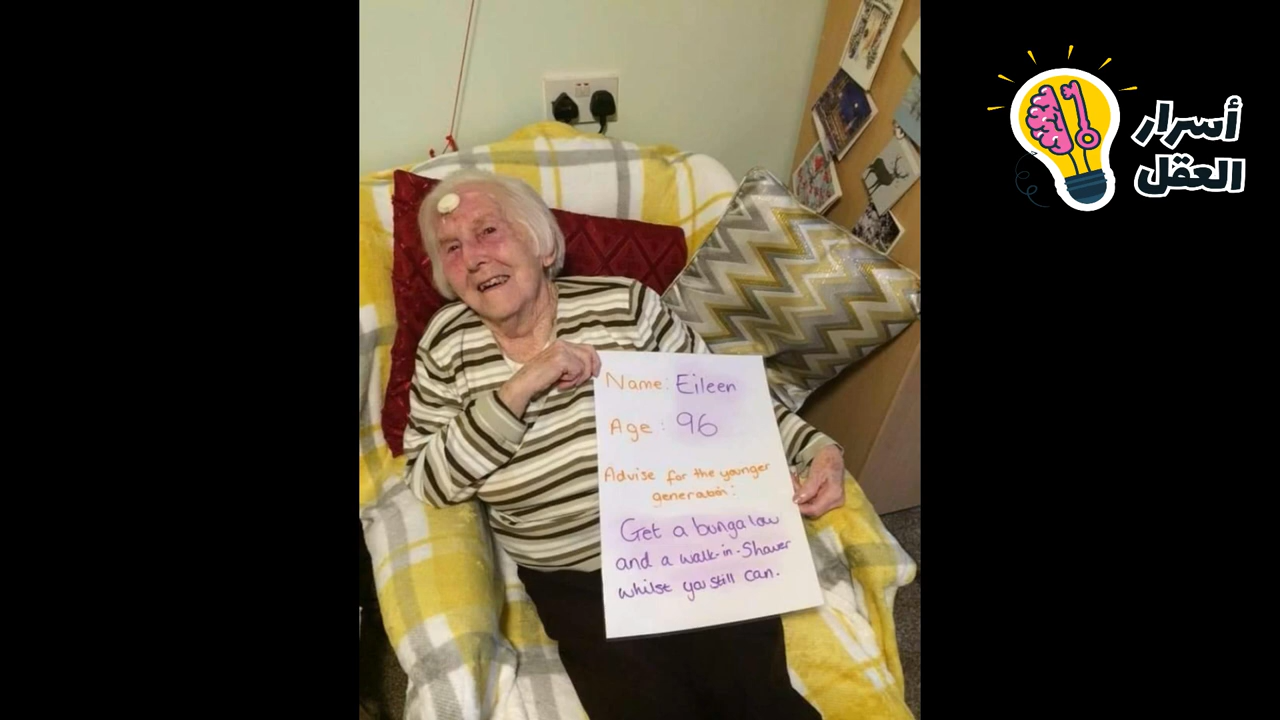 Name: Eileen
Age: 96
Advise for the younger
generation:
Get a bungalow
and a walk-in-Shower
whilst you still can.
أسرار
العقل